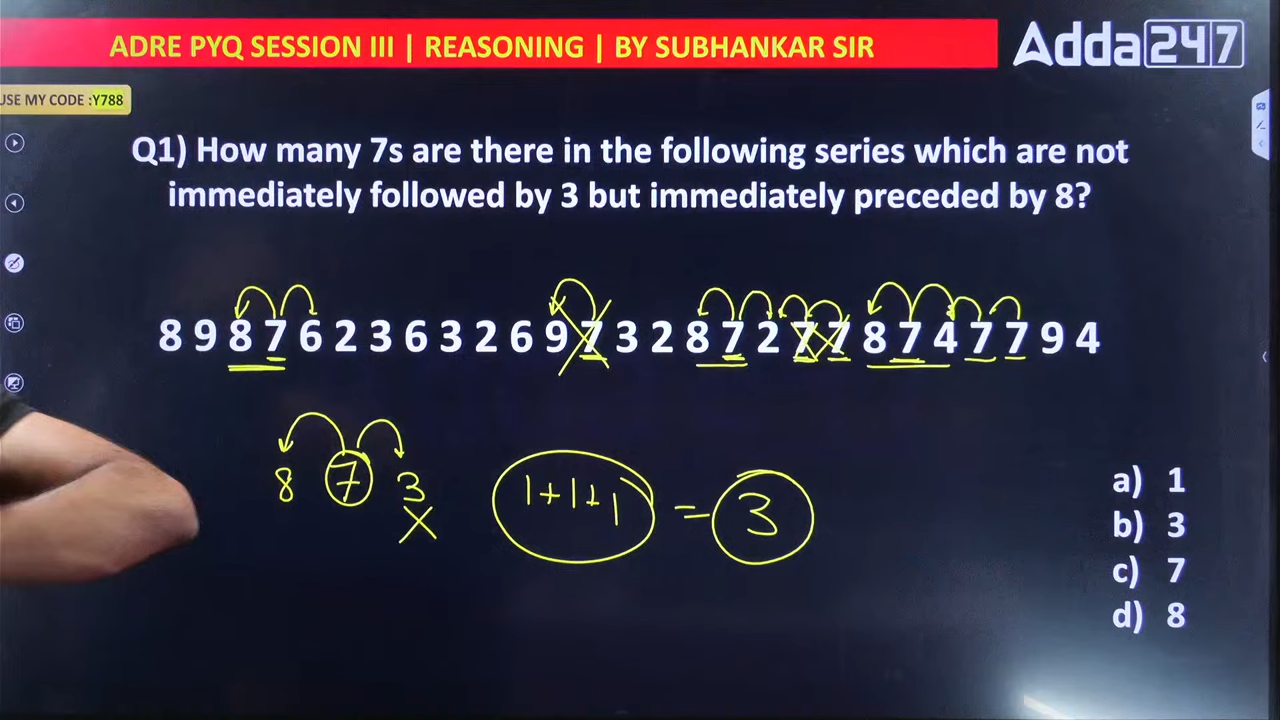 ADRE PYQ SESSION III | REASONING | BY SUBHANKAR SIR
Adda247
USE MY CODE :Y788
Q1) How many 7s are there in the following series which are not
immediately followed by 3 but immediately preceded by 8?
8 9 8 7 6 2 3 6 3 2 6 9 7 3 2 8 7 2 7 7 8 7 4 7 7 9 4
8 7 3
X
1+1+1 = 3
a) 1
b) 3
c) 7
d) 8